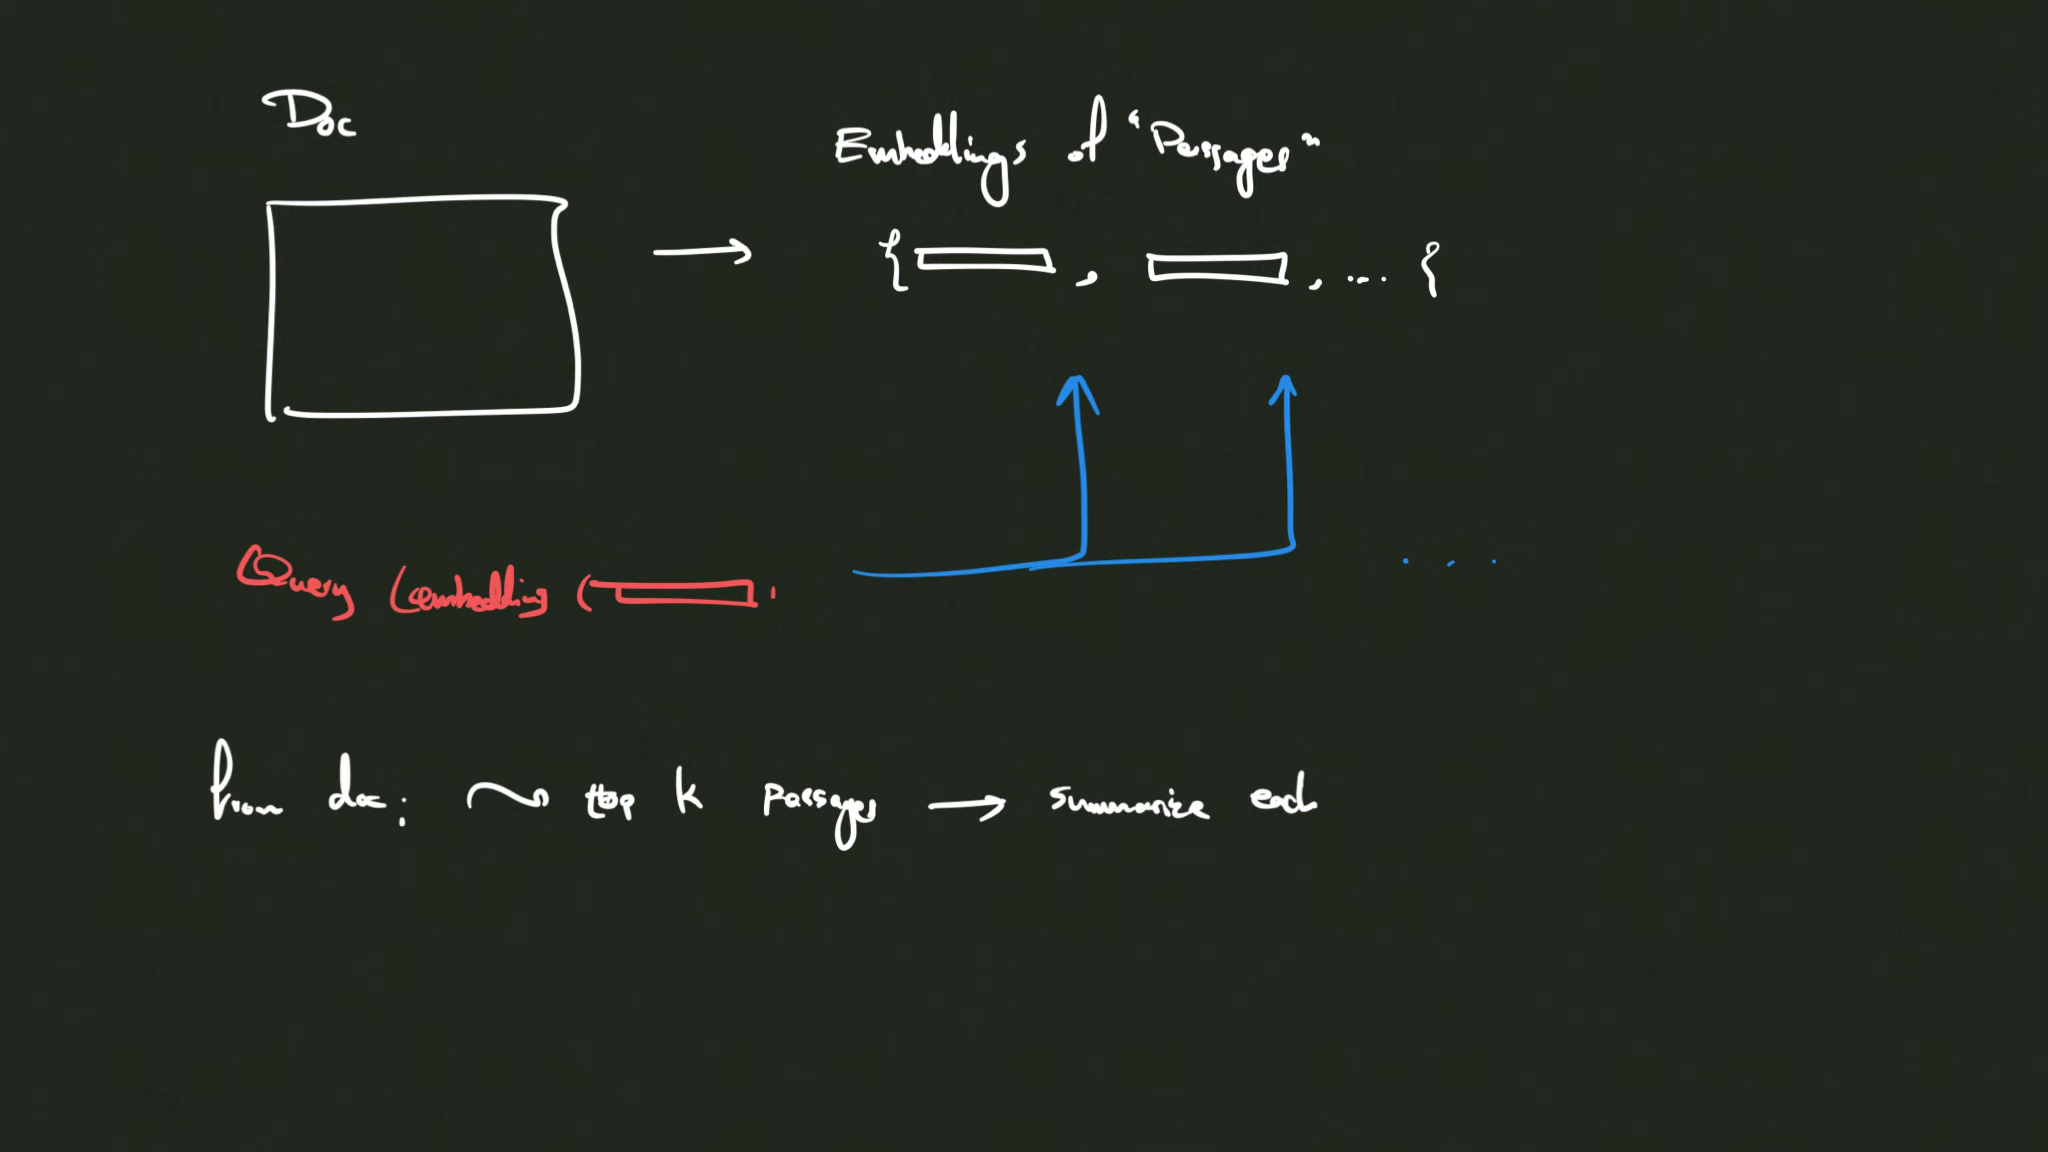 Doc
Embeddings of "Passages"
{ , , ... {
Query (embedding (
...
From doc: top k passages → summarize each